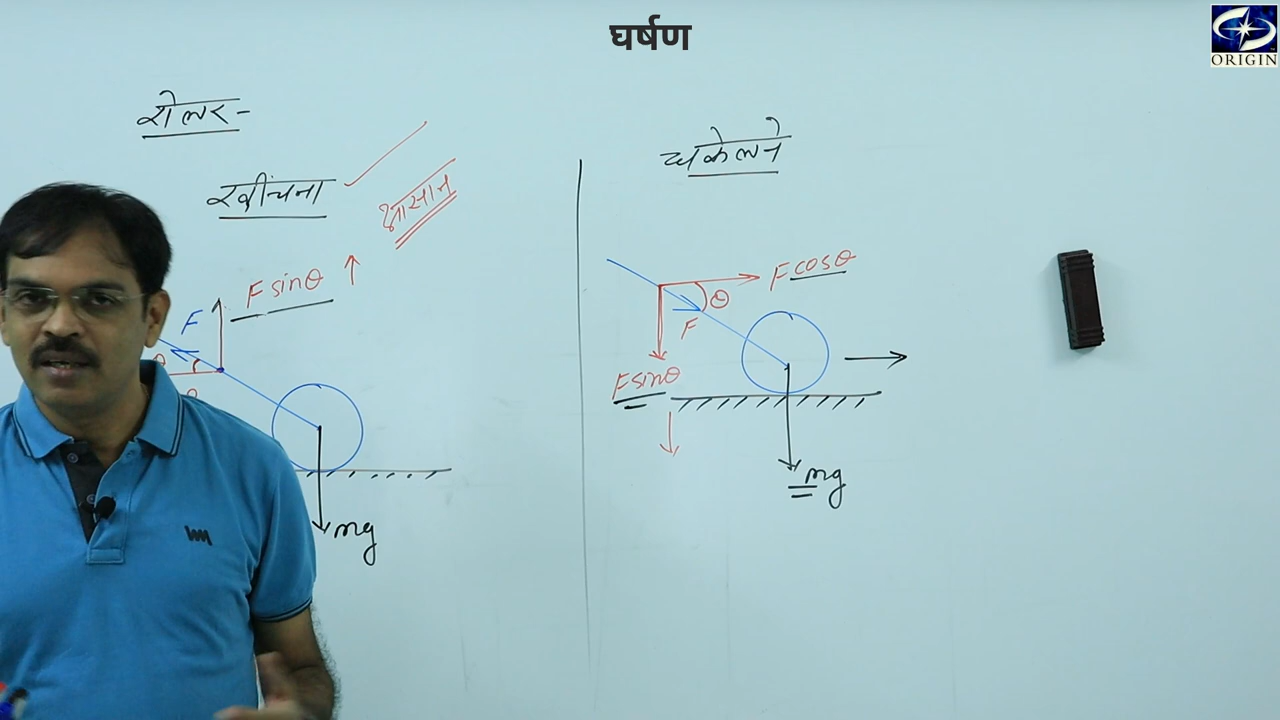 घर्षण
ORIGIN
रोलर-
खींचना
आसान
F sinθ ↑
F
θ
mg
धकेलने
F cosθ
θ
F
F sinθ
mg